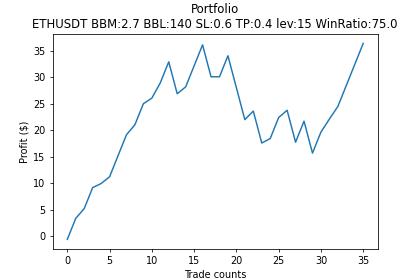 Portfolio
ETHUSDT BBM:2.7 BBL:140 SL:0.6 TP:0.4 lev:15 WinRatio:75.0
Profit ($)
35
30
25
20
15
10
5
0
0 5 10 15 20 25 30 35
Trade counts